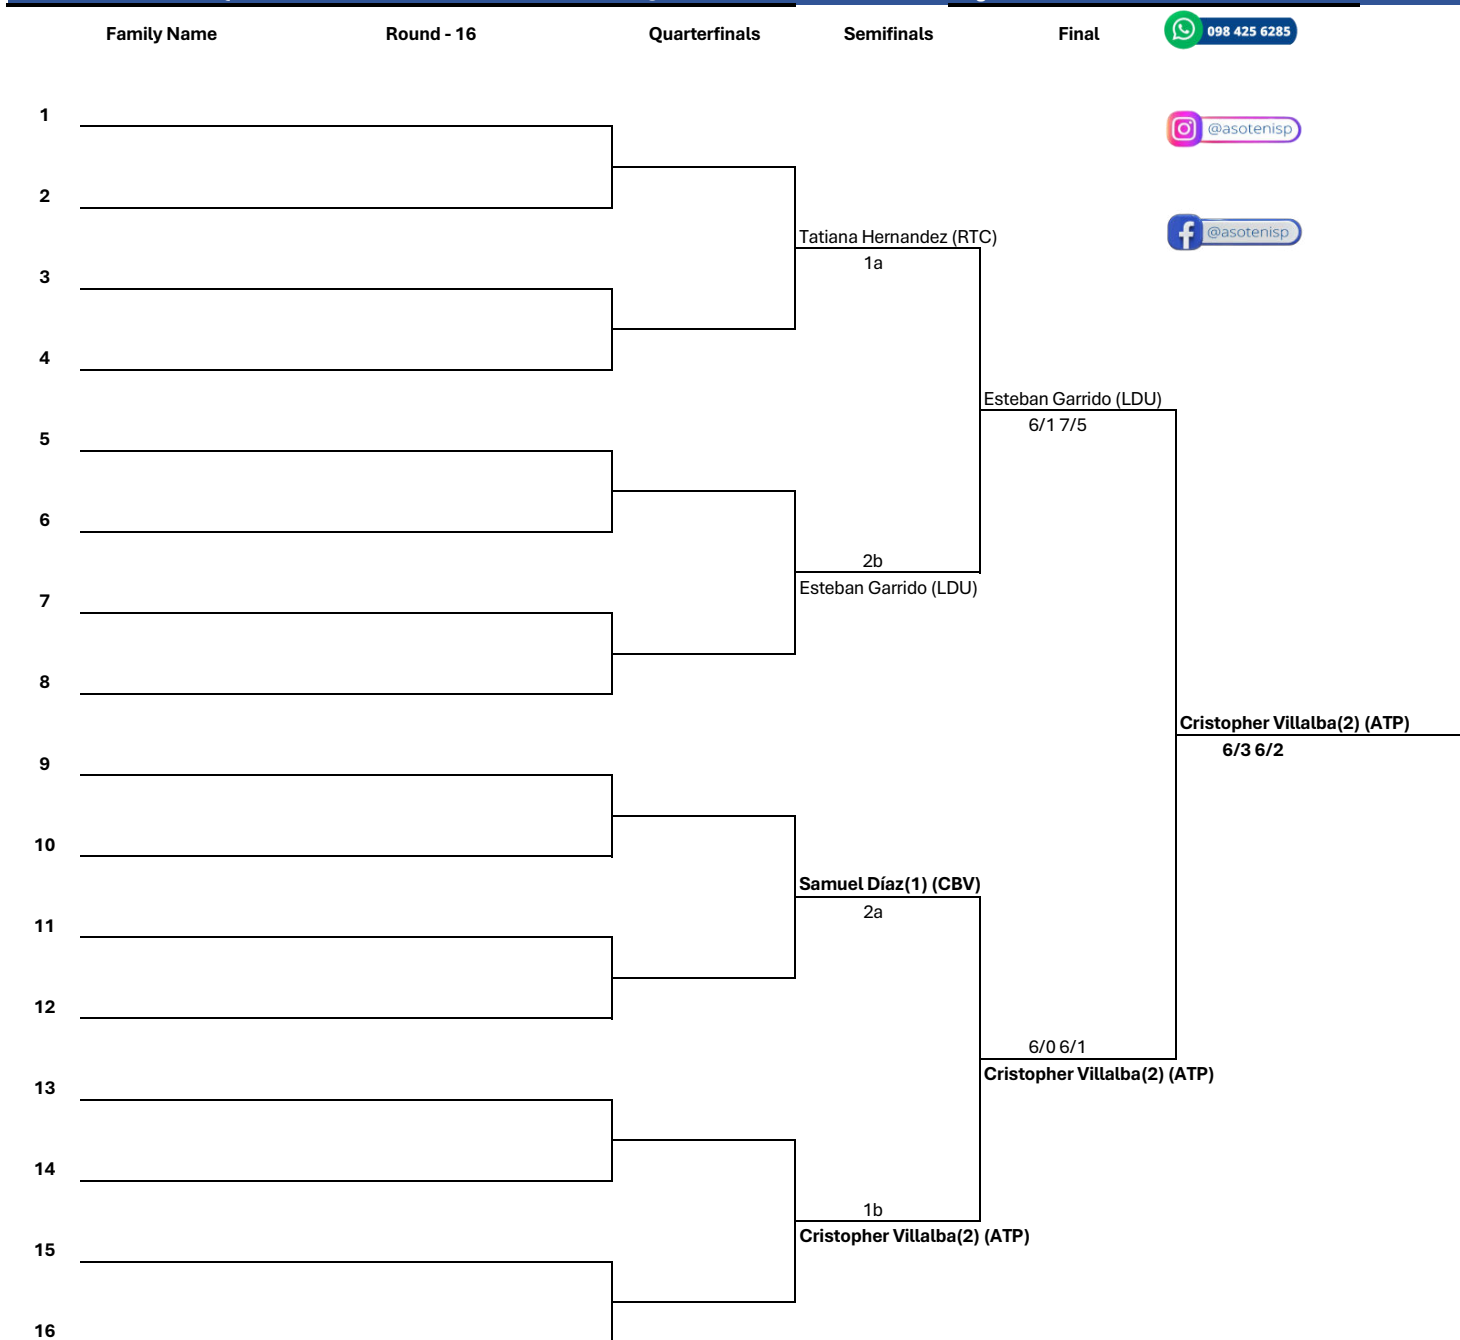 Family Name Round - 16 Quarterfinals Semifinals Final 098 425 6285
1
@asotenisp
2
@asotenisp
Tatiana Hernandez (RTC)
1a
3
4
Esteban Garrido (LDU)
6/1 7/5
5
6
2b
Esteban Garrido (LDU)
7
8
Cristopher Villalba(2) (ATP)
6/3 6/2
9
10
Samuel Díaz(1) (CBV)
2a
11
12
6/0 6/1
Cristopher Villalba(2) (ATP)
13
14
1b
Cristopher Villalba(2) (ATP)
15
16